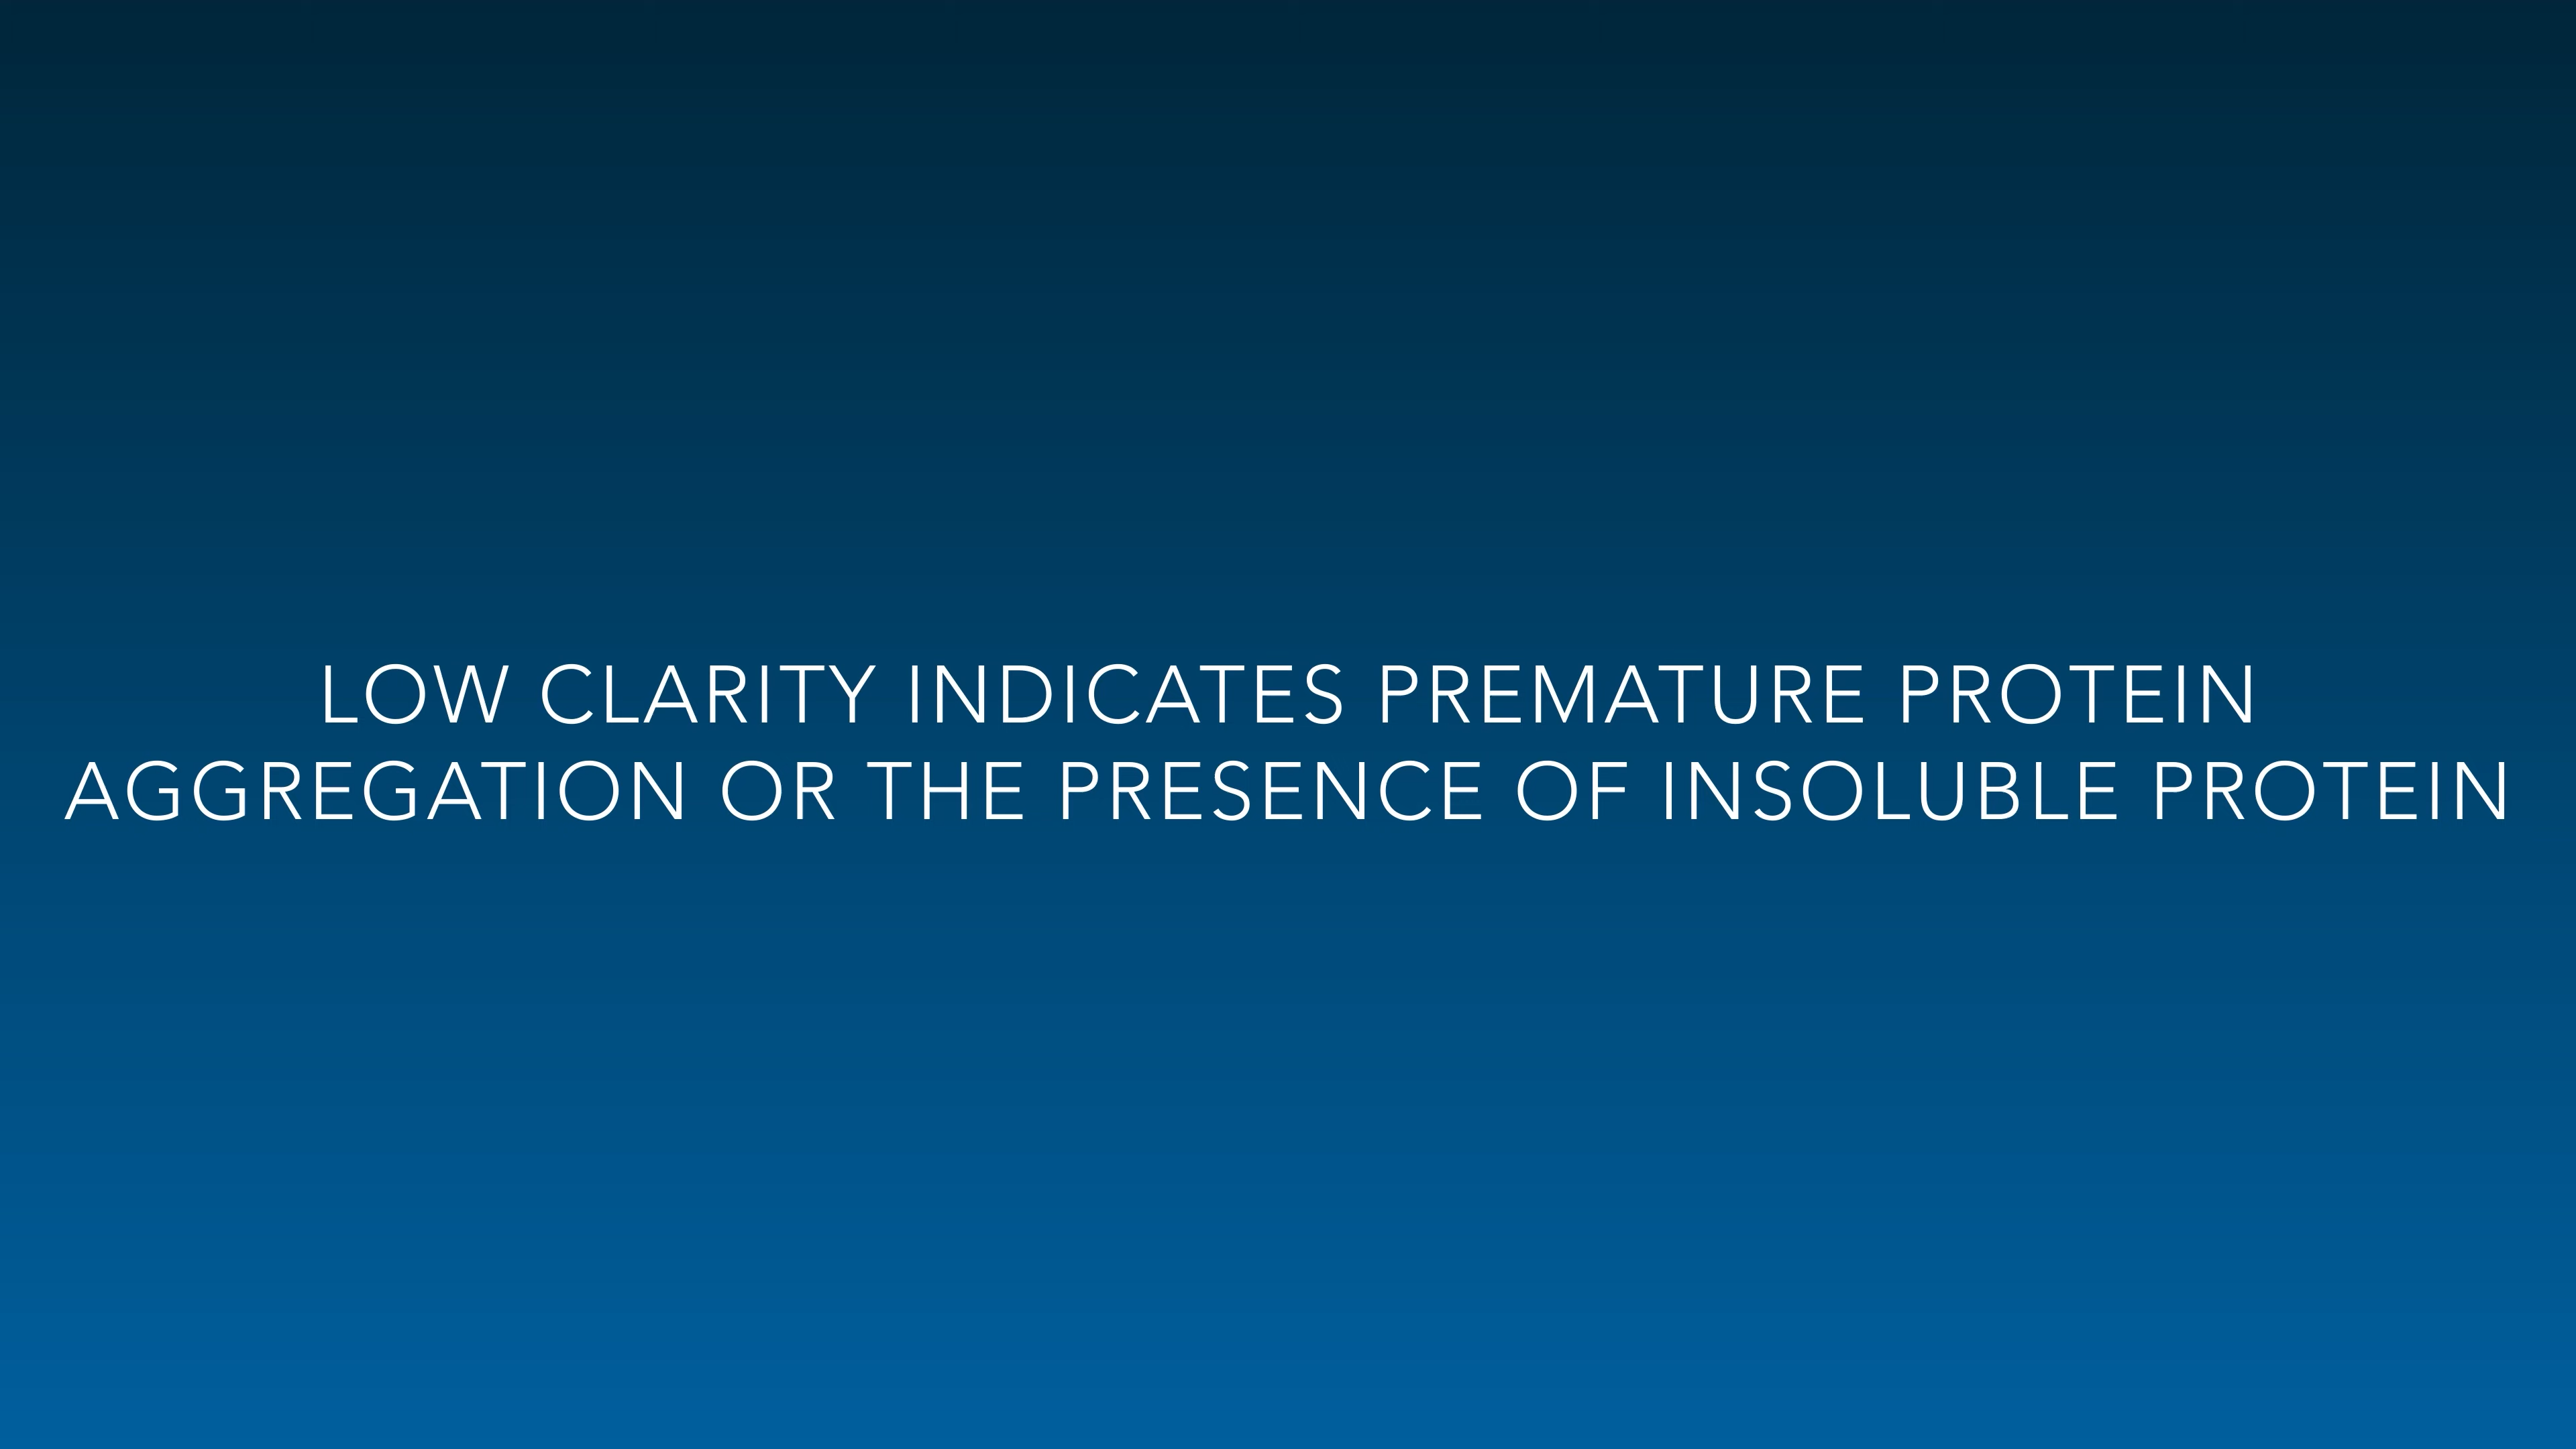 LOW CLARITY INDICATES PREMATURE PROTEIN
AGGREGATION OR THE PRESENCE OF INSOLUBLE PROTEIN